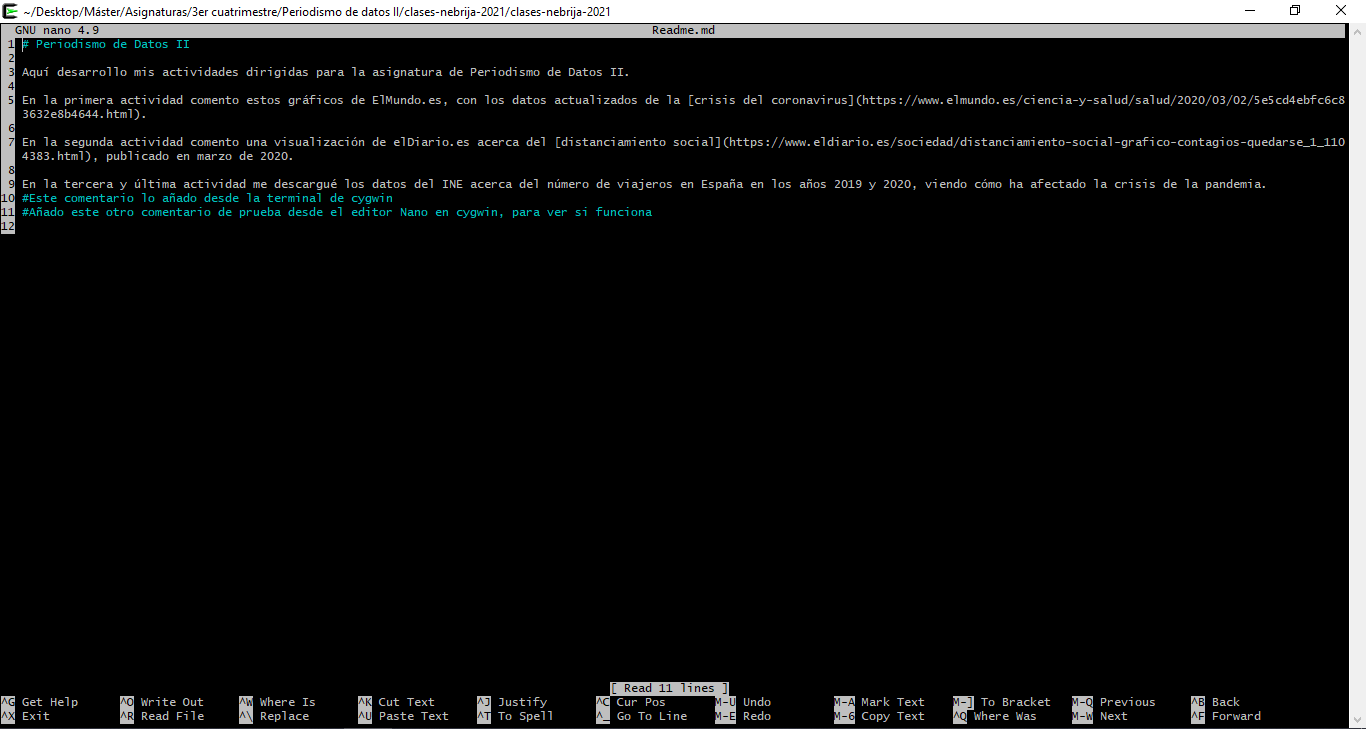 ~/Desktop/Máster/Asignaturas/3er cuatrimestre/Periodismo de datos II/clases-nebrija-2021/clases-nebrija-2021
GNU nano 4.9 Readme.md
1 # Periodismo de Datos II
2
3 Aquí desarrollo mis actividades dirigidas para la asignatura de Periodismo de Datos II.
4
5 En la primera actividad comento estos gráficos de ElMundo.es, con los datos actualizados de la [crisis del coronavirus](https://www.elmundo.es/ciencia-y-salud/salud/2020/03/02/5e5cd4ebfc6c8
3632e8b4644.html).
6
7 En la segunda actividad comento una visualización de elDiario.es acerca del [distanciamiento social](https://www.eldiario.es/sociedad/distanciamiento-social-grafico-contagios-quedarse_1_110
4383.html), publicado en marzo de 2020.
8
9 En la tercera y última actividad me descargué los datos del INE acerca del número de viajeros en España en los años 2019 y 2020, viendo cómo ha afectado la crisis de la pandemia.
10 #Este comentario lo añado desde la terminal de cygwin
11 #Añado este otro comentario de prueba desde el editor Nano en cygwin, para ver si funciona
12
[ Read 11 lines ]
^G Get Help ^O Write Out ^W Where Is ^K Cut Text ^J Justify ^C Cur Pos M-U Undo M-A Mark Text M-] To Bracket M-Q Previous ^B Back
^X Exit ^R Read File ^\ Replace ^U Paste Text ^T To Spell ^_ Go To Line M-E Redo M-6 Copy Text ^Q Where Was M-W Next ^F Forward